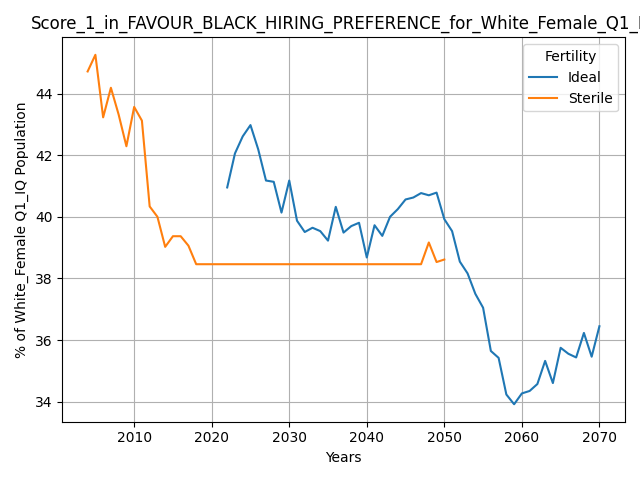 Score_1_in_FAVOUR_BLACK_HIRING_PREFERENCE_for_White_Female_Q1_
Fertility
Ideal
Sterile
% of White_Female Q1_IQ Population
44
42
40
38
36
34
2010
2020
2030
2040
2050
2060
2070
Years